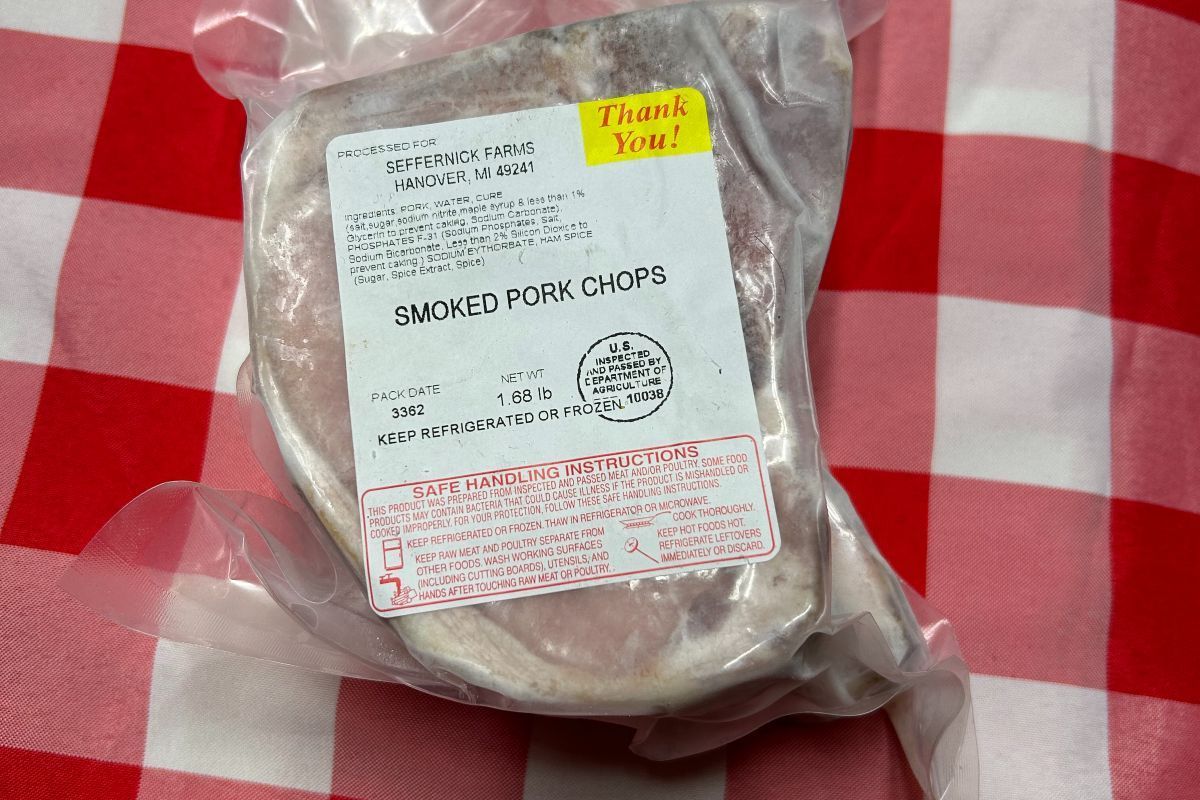 Thank
You!
PROCESSED FOR
SEFFERNICK FARMS
HANOVER, MI 49241
Ingredients: PORK, WATER, CURE
(salt,sugar,sodium nitrite,maple syrup & less than 1%
Glycerin to prevent caking, Sodium Carbonate),
PHOSPHATES F-31 (Sodium Phosphates, Salt,
Sodium Bicarbonate, Less than 2% Silicon Dioxice to
prevent caking ) SODIUM EYTHORBATE, HAM SPICE
(Sugar, Spice Extract, Spice)
SMOKED PORK CHOPS
PACK DATE
3362
NET WT
1.68 lb
U.S.
INSPECTED
AND PASSED BY
DEPARTMENT OF
AGRICULTURE
10038
KEEP REFRIGERATED OR FROZEN
SAFE HANDLING INSTRUCTIONS
THIS PRODUCT WAS PREPARED FROM INSPECTED AND PASSED MEAT AND/OR POULTRY. SOME FOOD
PRODUCTS MAY CONTAIN BACTERIA THAT COULD CAUSE ILLNESS IF THE PRODUCT IS MISHANDLED OR
COOKED IMPROPERLY. FOR YOUR PROTECTION, FOLLOW THESE SAFE HANDLING INSTRUCTIONS.
KEEP REFRIGERATED OR FROZEN. THAW IN REFRIGERATOR OR MICROWAVE.
KEEP RAW MEAT AND POULTRY SEPARATE FROM
OTHER FOODS. WASH WORKING SURFACES
(INCLUDING CUTTING BOARDS), UTENSILS, AND
HANDS AFTER TOUCHING RAW MEAT OR POULTRY.
COOK THOROUGHLY.
KEEP HOT FOODS HOT.
REFRIGERATE LEFTOVERS
IMMEDIATELY OR DISCARD.